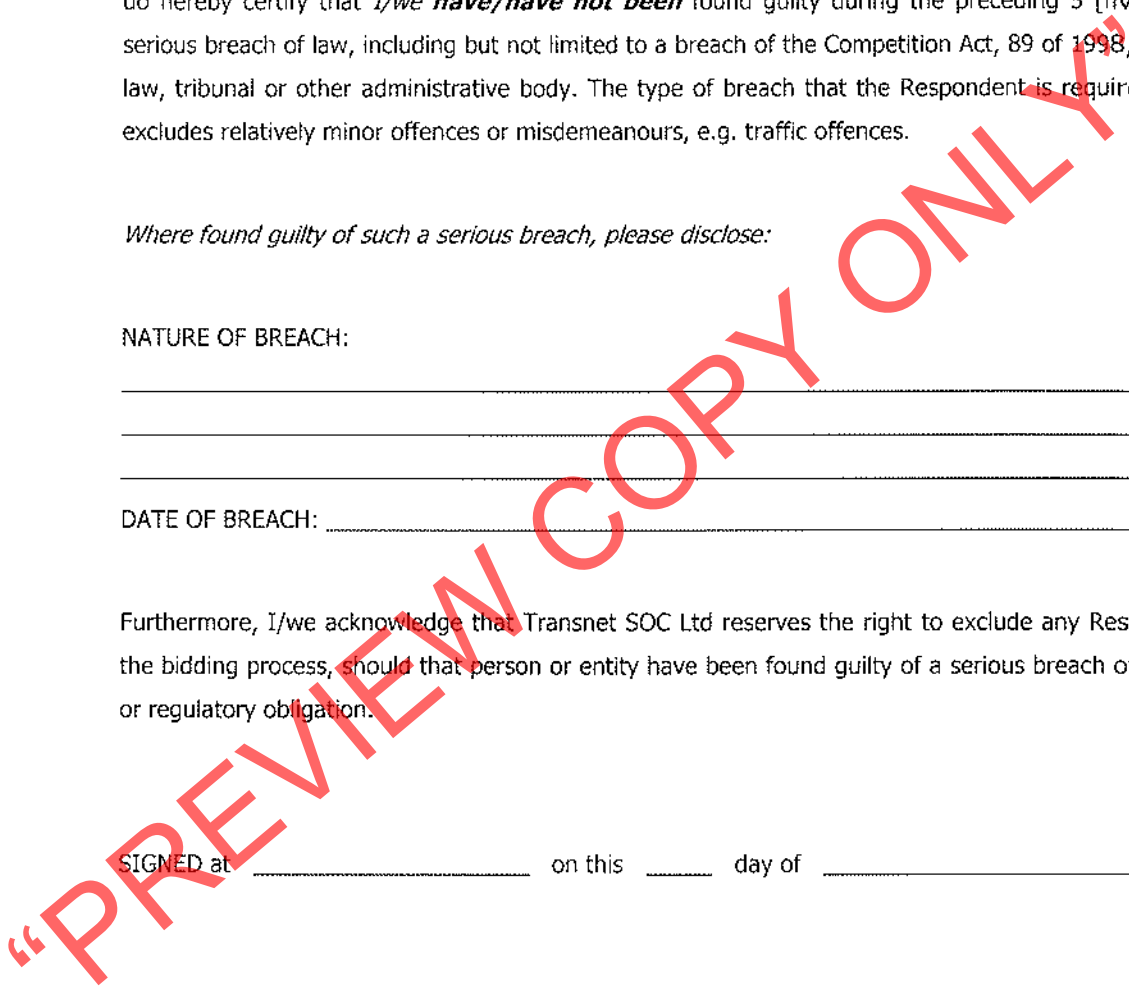 do hereby certify that I/we have/have not been found guilty during the preceding 5 [fiv
serious breach of law, including but not limited to a breach of the Competition Act, 89 of 1998,
law, tribunal or other administrative body. The type of breach that the Respondent is requir
excludes relatively minor offences or misdemeanours, e.g. traffic offences.
Where found guilty of such a serious breach, please disclose:
NATURE OF BREACH:
DATE OF BREACH:
Furthermore, I/we acknowledge that Transnet SOC Ltd reserves the right to exclude any Res
the bidding process, should that person or entity have been found guilty of a serious breach o
or regulatory obligation.
SIGNED at on this day of
“PREVIEW COPY ONLY”